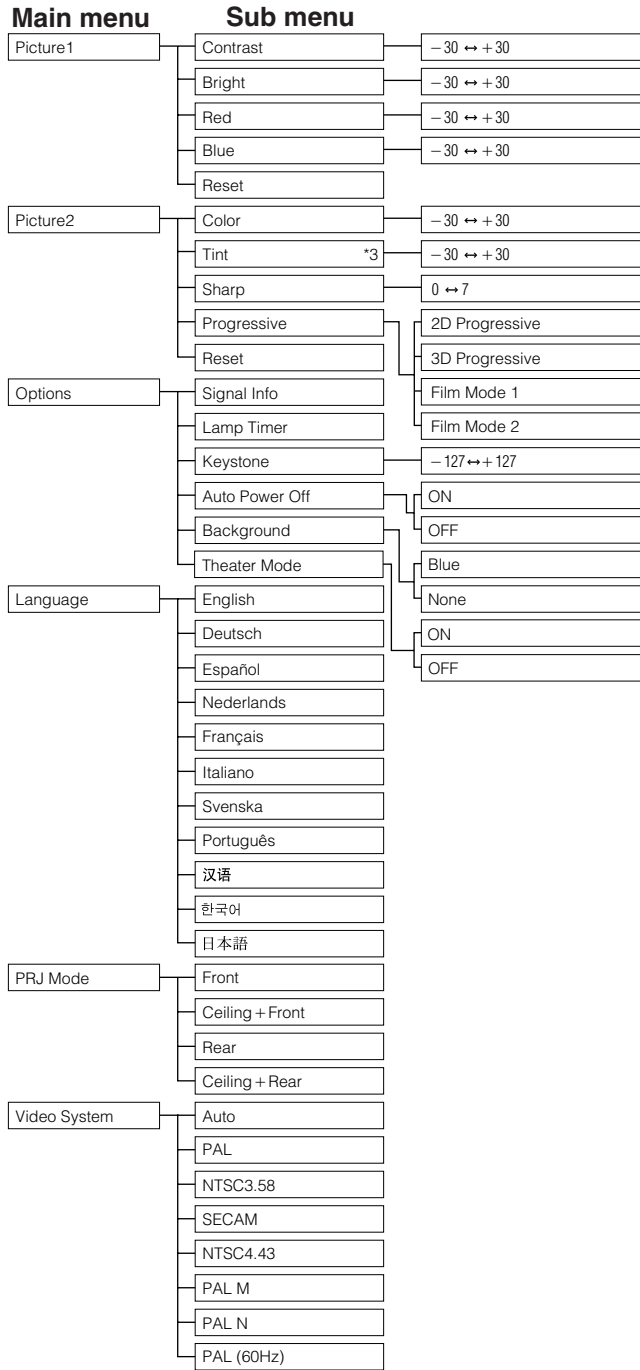 Main menu Sub menu
Picture1 Contrast −30 ↔ +30
Bright −30 ↔ +30
Red −30 ↔ +30
Blue −30 ↔ +30
Reset
Picture2 Color −30 ↔ +30
Tint *3 −30 ↔ +30
Sharp 0 ↔ 7
Progressive 2D Progressive
Reset 3D Progressive
Options Signal Info Film Mode 1
Lamp Timer Film Mode 2
Keystone −127 ↔ +127
Auto Power Off ON
Background OFF
Theater Mode Blue
Language English None
Deutsch ON
Español OFF
Nederlands
Français
Italiano
Svenska
Português
汉语
한국어
日本語
PRJ Mode Front
Ceiling + Front
Rear
Ceiling + Rear
Video System Auto
PAL
NTSC3.58
SECAM
NTSC4.43
PAL M
PAL N
PAL (60Hz)